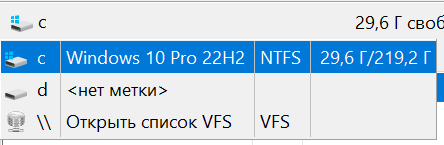 c 29,6 Г своб
c Windows 10 Pro 22H2 NTFS 29,6 Г/219,2 Г
d <нет метки>
\\ Открыть список VFS VFS